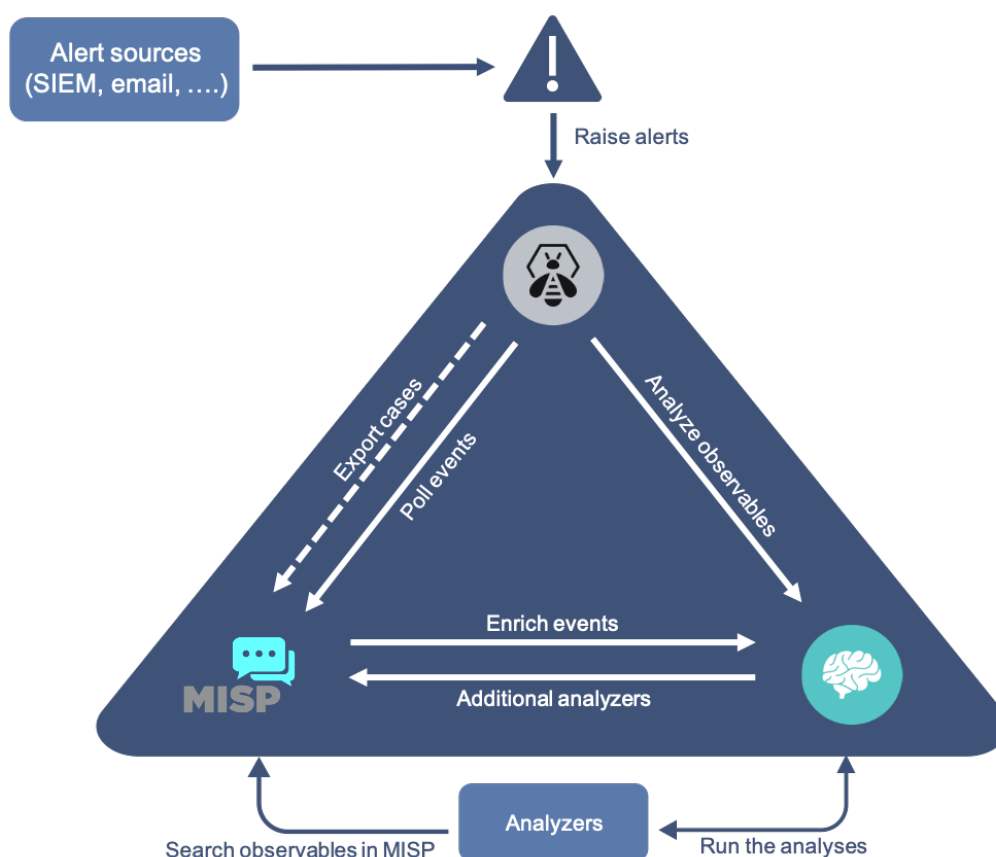 Alert sources
(SIEM, email, ....)
Raise alerts
Export cases
Poll events
Analyze observables
Enrich events
Additional analyzers
MISP
Analyzers
Search observables in MISP
Run the analyses